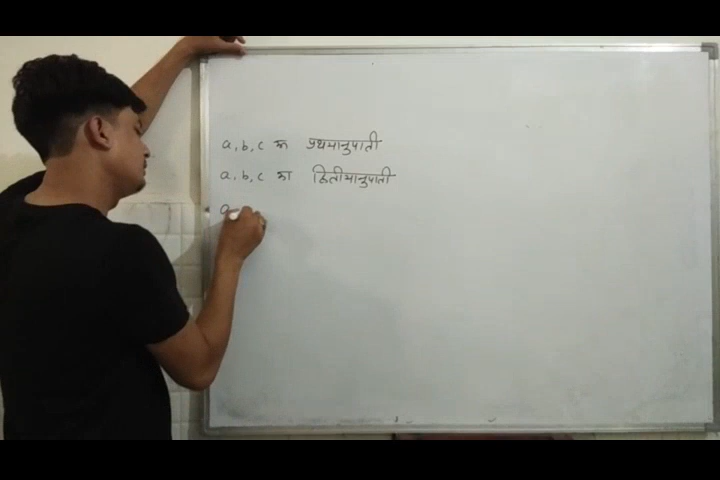 a, b, c का प्रथमानुपाती
a, b, c का द्वितीयानुपाती
a